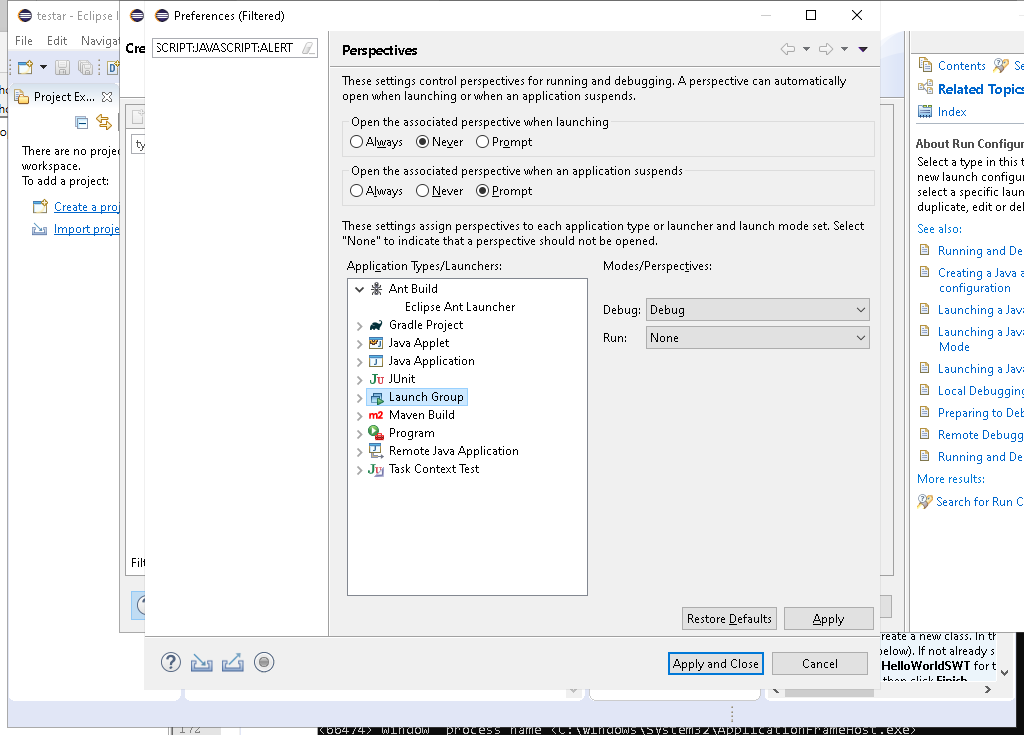 testar - Eclipse I
Preferences (Filtered)
File Edit Navigat
Cre
SCRIPT:JAVASCRIPT:ALERT
Perspectives
These settings control perspectives for running and debugging. A perspective can automatically
open when launching or when an application suspends.
Open the associated perspective when launching
Always Never Prompt
Open the associated perspective when an application suspends
Always Never Prompt
These settings assign perspectives to each application type or launcher and launch mode set. Select
"None" to indicate that a perspective should not be opened.
Application Types/Launchers:
Modes/Perspectives:
Ant Build
Eclipse Ant Launcher
Gradle Project
Java Applet
Java Application
JUnit
Launch Group
Maven Build
Program
Remote Java Application
Task Context Test
Debug: Debug
Run: None
Restore Defaults
Apply
Apply and Close
Cancel
Project Ex...
There are no projec
workspace.
To add a project:
Create a proj
Import proje
ty
Filt
Contents Se
Related Topics
Index
About Run Configur
Select a type in this t
new launch configura
select a specific laun
duplicate, edit or del
See also:
Running and De
Creating a Java a
configuration
Launching a Java
Launching a Java
Mode
Launching a Java
Local Debugging
Preparing to Deb
Remote Debugg
Running and De
More results:
Search for Run C
reate a new class. In th
below). If not already s
HelloWorldSWT for t
then click Finish.
172
<66474> window process name <C:\Windows\System32\ApplicationFrameHost.exe>